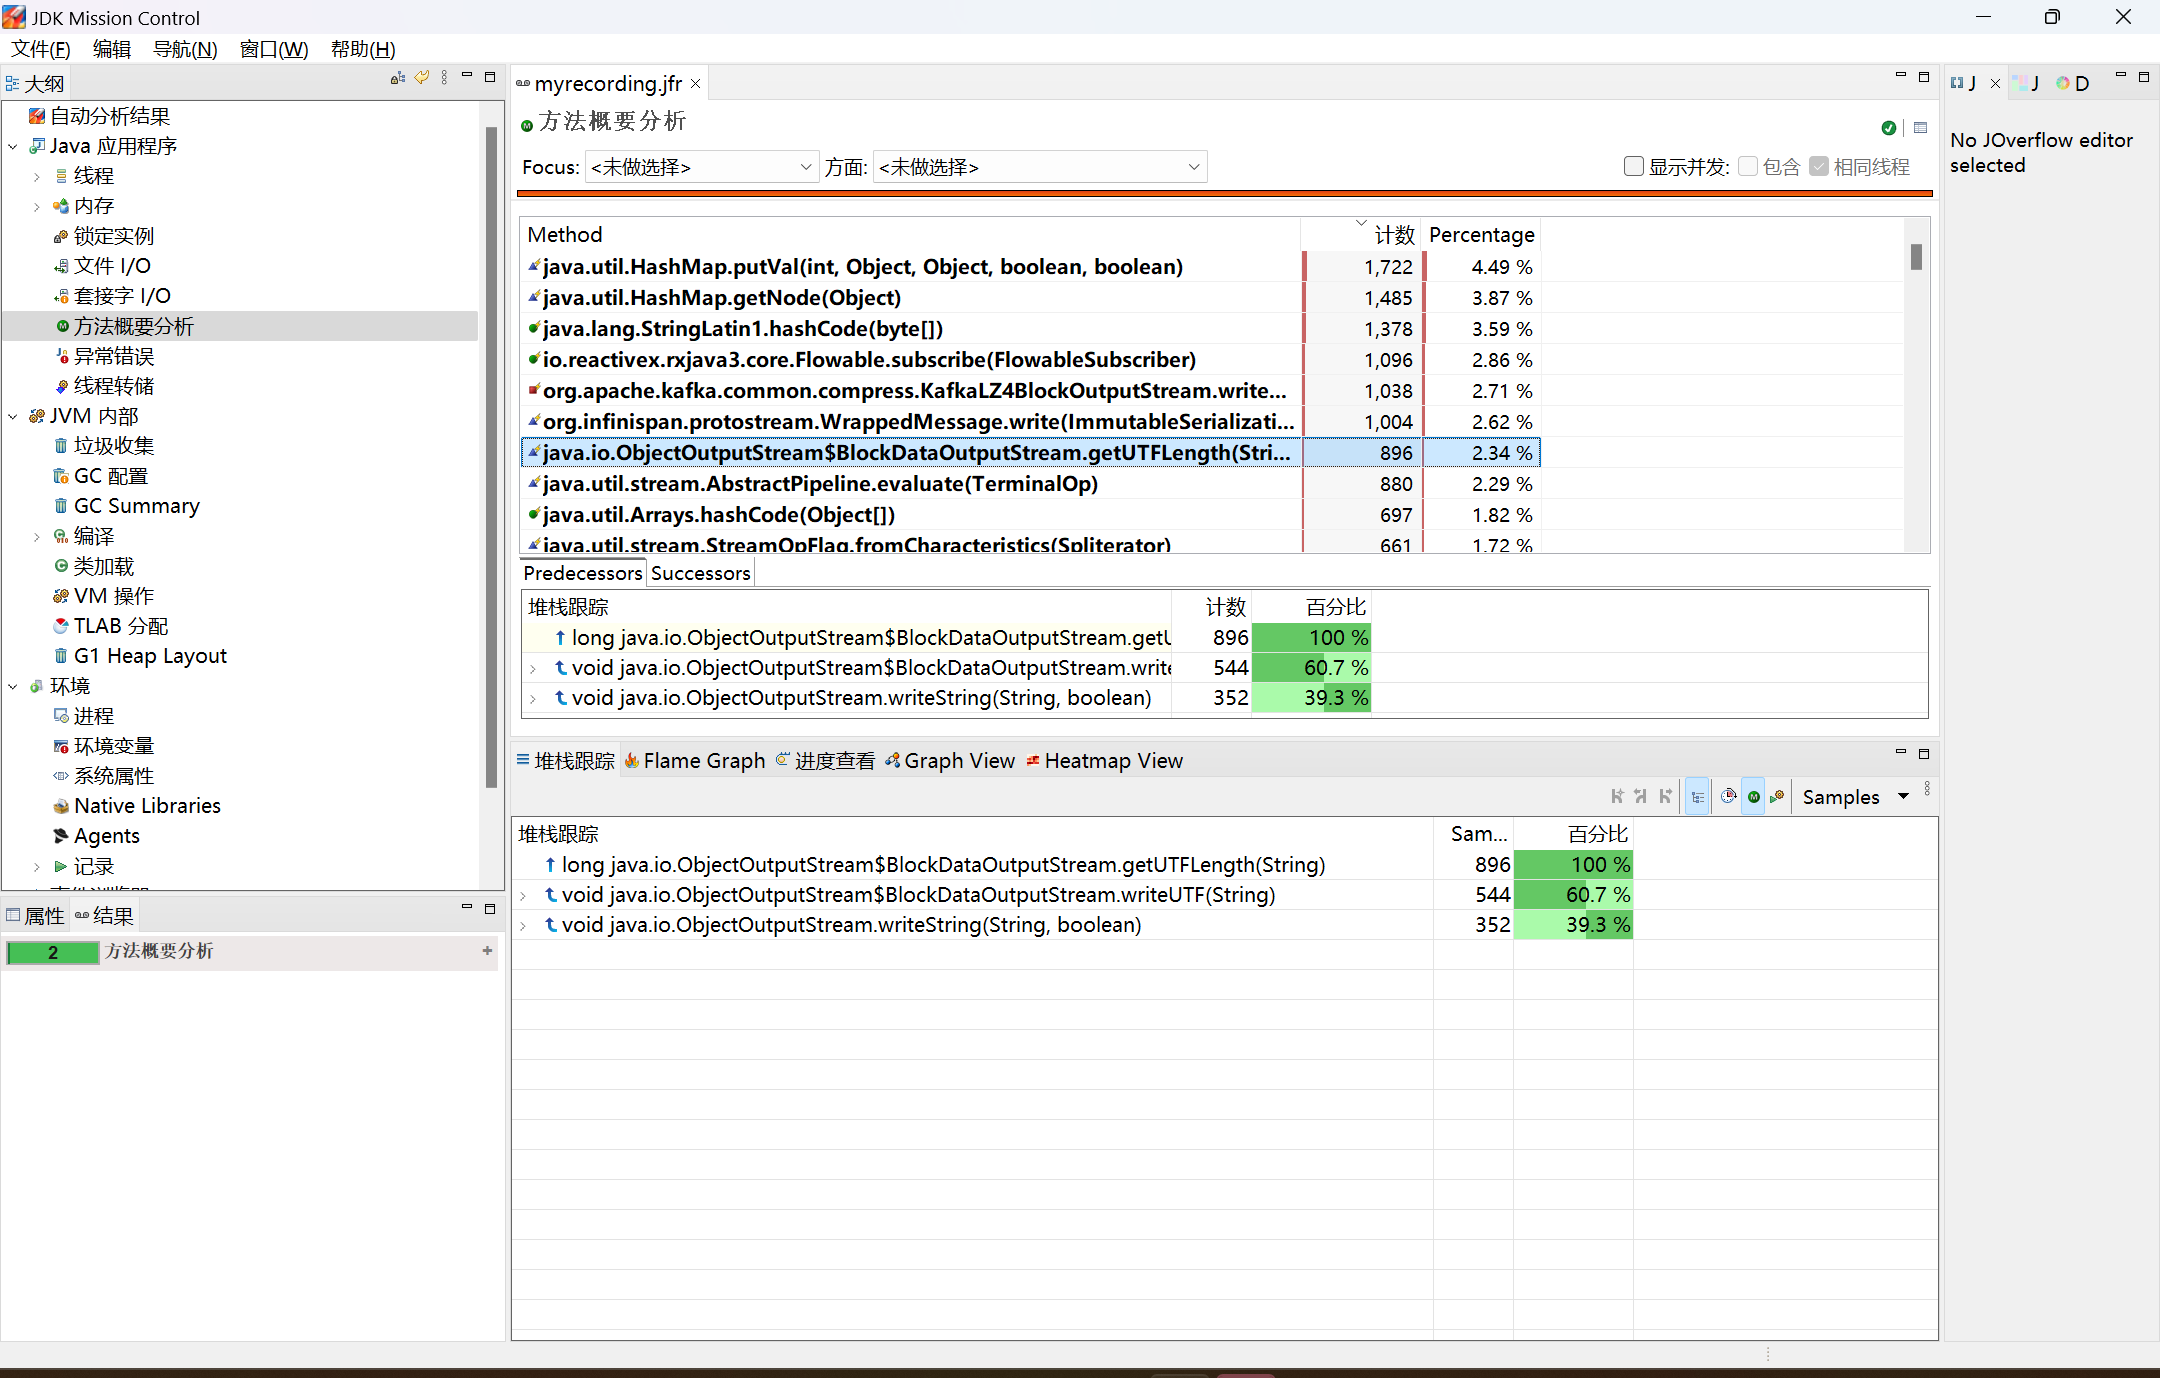 JDK Mission Control
文件(F) 编辑 导航(N) 窗口(W) 帮助(H)
大纲
自动分析结果
Java 应用程序
线程
内存
锁定实例
文件 I/O
套接字 I/O
方法概要分析
异常错误
线程转储
JVM 内部
垃圾收集
GC 配置
GC Summary
编译
类加载
VM 操作
TLAB 分配
G1 Heap Layout
环境
进程
环境变量
系统属性
Native Libraries
Agents
记录
属性 结果
2 方法概要分析 +
myrecording.jfr
方法概要分析
Focus: <未做选择> 方面: <未做选择> 显示并发: 包含 相同线程
Method 计数 Percentage
java.util.HashMap.putVal(int, Object, Object, boolean, boolean) 1,722 4.49 %
java.util.HashMap.getNode(Object) 1,485 3.87 %
java.lang.StringLatin1.hashCode(byte[]) 1,378 3.59 %
io.reactivex.rxjava3.core.Flowable.subscribe(FlowableSubscriber) 1,096 2.86 %
org.apache.kafka.common.compress.KafkaLZ4BlockOutputStream.write... 1,038 2.71 %
org.infinispan.protostream.WrappedMessage.write(ImmutableSerializati... 1,004 2.62 %
java.io.ObjectOutputStream$BlockDataOutputStream.getUTFLength(Stri... 896 2.34 %
java.util.stream.AbstractPipeline.evaluate(TerminalOp) 880 2.29 %
java.util.Arrays.hashCode(Object[]) 697 1.82 %
java.util.stream.StreamOpFlag.fromCharacteristics(Spliterator) 661 1.72 %
Predecessors Successors
堆栈跟踪 计数 百分比
long java.io.ObjectOutputStream$BlockDataOutputStream.getU 896 100 %
void java.io.ObjectOutputStream$BlockDataOutputStream.write 544 60.7 %
void java.io.ObjectOutputStream.writeString(String, boolean) 352 39.3 %
堆栈跟踪 Flame Graph 进度查看 Graph View Heatmap View
Samples
堆栈跟踪 Sam... 百分比
long java.io.ObjectOutputStream$BlockDataOutputStream.getUTFLength(String) 896 100 %
void java.io.ObjectOutputStream$BlockDataOutputStream.writeUTF(String) 544 60.7 %
void java.io.ObjectOutputStream.writeString(String, boolean) 352 39.3 %
J J D
No JOverflow editor
selected